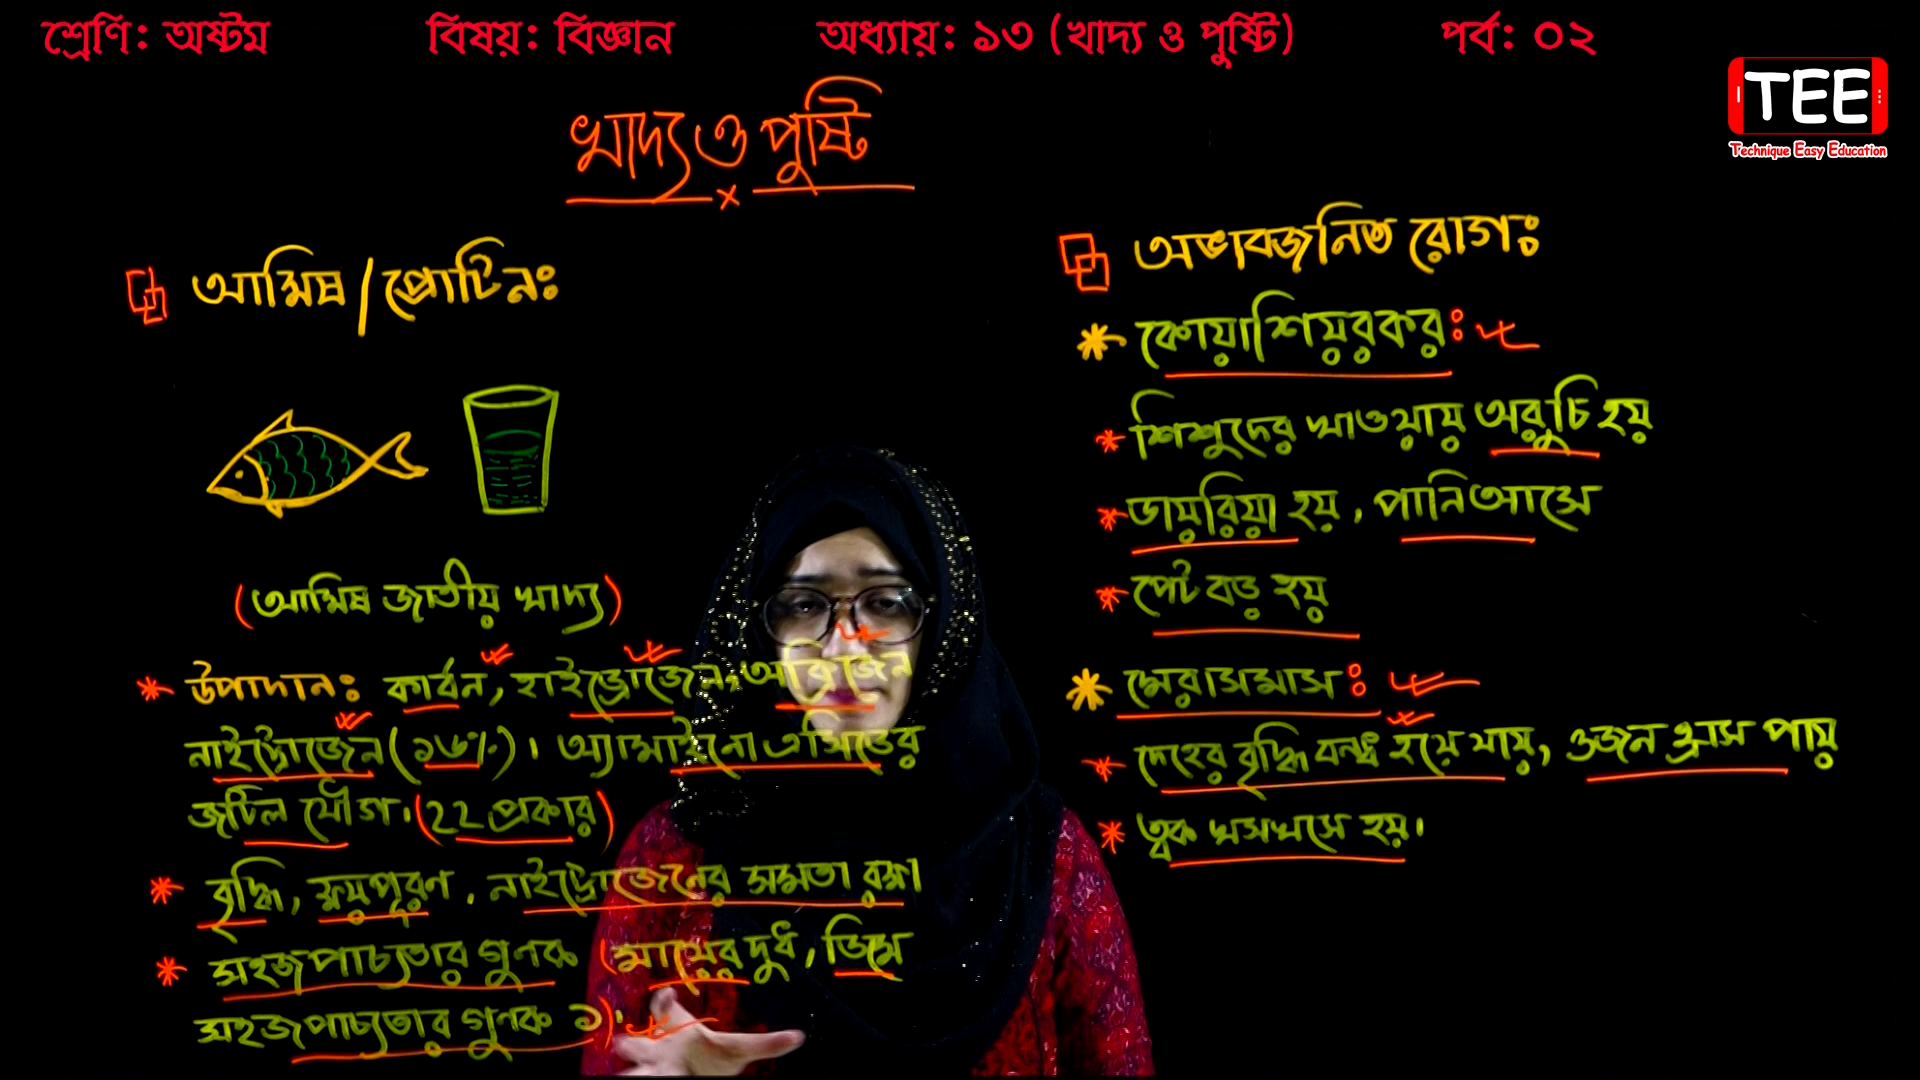 শ্রেণি: অষ্টম বিষয়: বিজ্ঞান অধ্যায়: ১৩ (খাদ্য ও পুষ্টি) পর্ব: ০২
TEE
Technique Easy Education
খাদ্য ও পুষ্টি
আমিষ/প্রোটিনঃ
(আমিষ জাতীয় খাদ্য)
* উপাদানঃ কার্বন, হাইড্রোজেন, অক্সিজেন
নাইট্রোজেন (১৬%)। অ্যামাইনো এসিডের
জটিল যৌগ। (২২ প্রকার)
* বৃদ্ধি, ক্ষয়পূরণ, নাইট্রোজেনের সমতা রক্ষা
* সহজপাচ্যতার গুণক (মায়ের দুধ, ডিমে
সহজপাচ্যতার গুণক ১)।
অভাবজনিত রোগঃ
* কোয়াশিয়রকরঃ
* শিশুদের খাওয়ায় অরুচি হয়
* ডায়রিয়া হয়, পানি আসে
* পেট বড় হয়
* মেরাসমাসঃ
* দেহের বৃদ্ধি বন্ধ হয়ে যায়, ওজন হ্রাস পায়
* ত্বক খসখসে হয়।